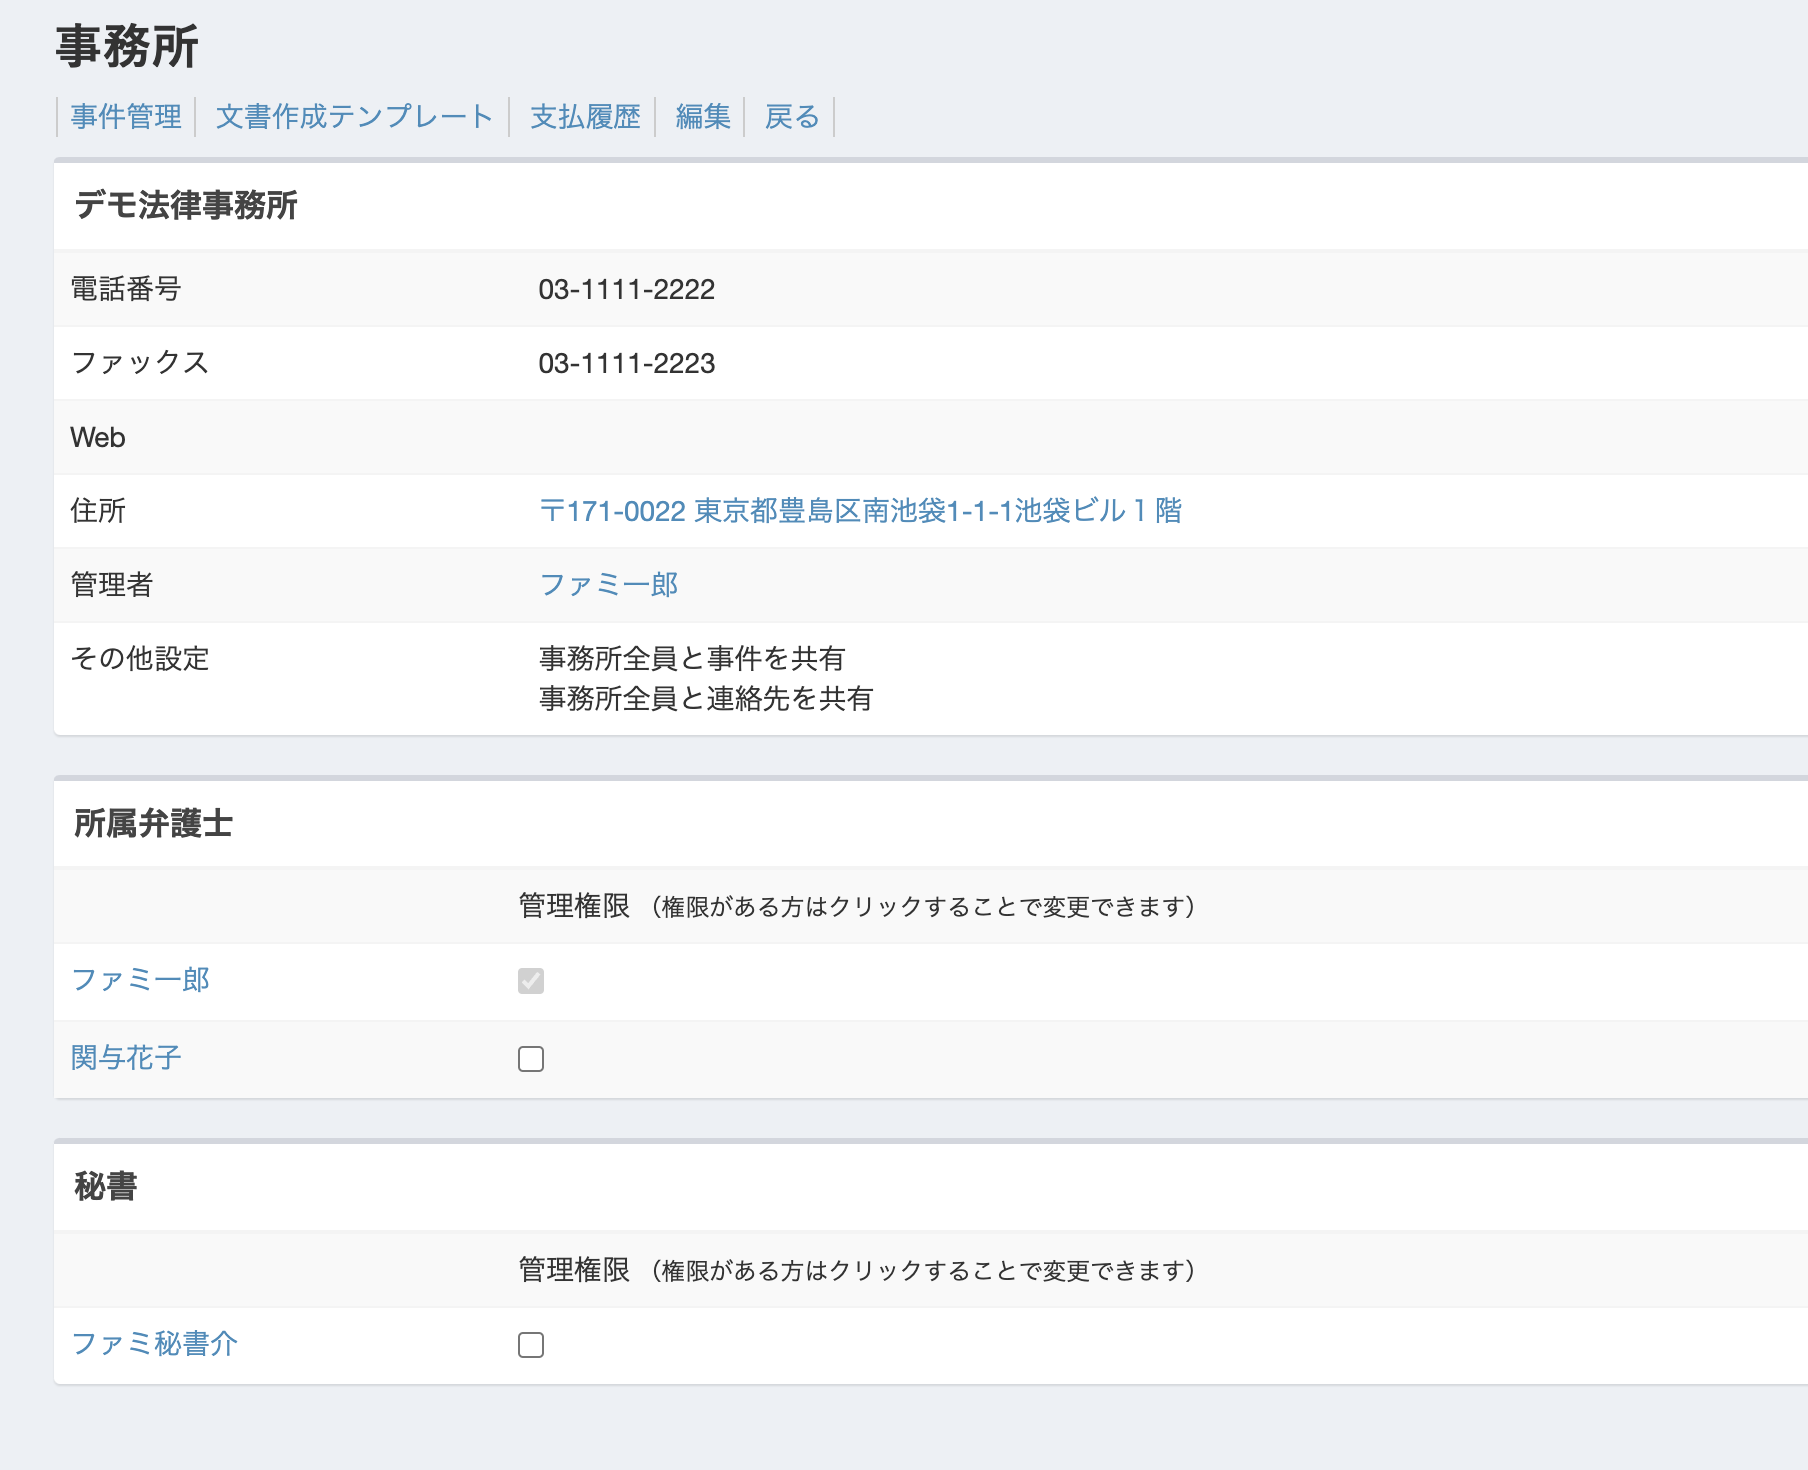 事務所
事件管理 文書作成テンプレート 支払履歴 編集 戻る
デモ法律事務所
電話番号 03-1111-2222
ファックス 03-1111-2223
Web
住所 〒171-0022 東京都豊島区南池袋1-1-1池袋ビル１階
管理者 ファミ一郎
その他設定 事務所全員と事件を共有
事務所全員と連絡先を共有
所属弁護士
管理権限 （権限がある方はクリックすることで変更できます）
ファミ一郎
関与花子
秘書
管理権限 （権限がある方はクリックすることで変更できます）
ファミ秘書介